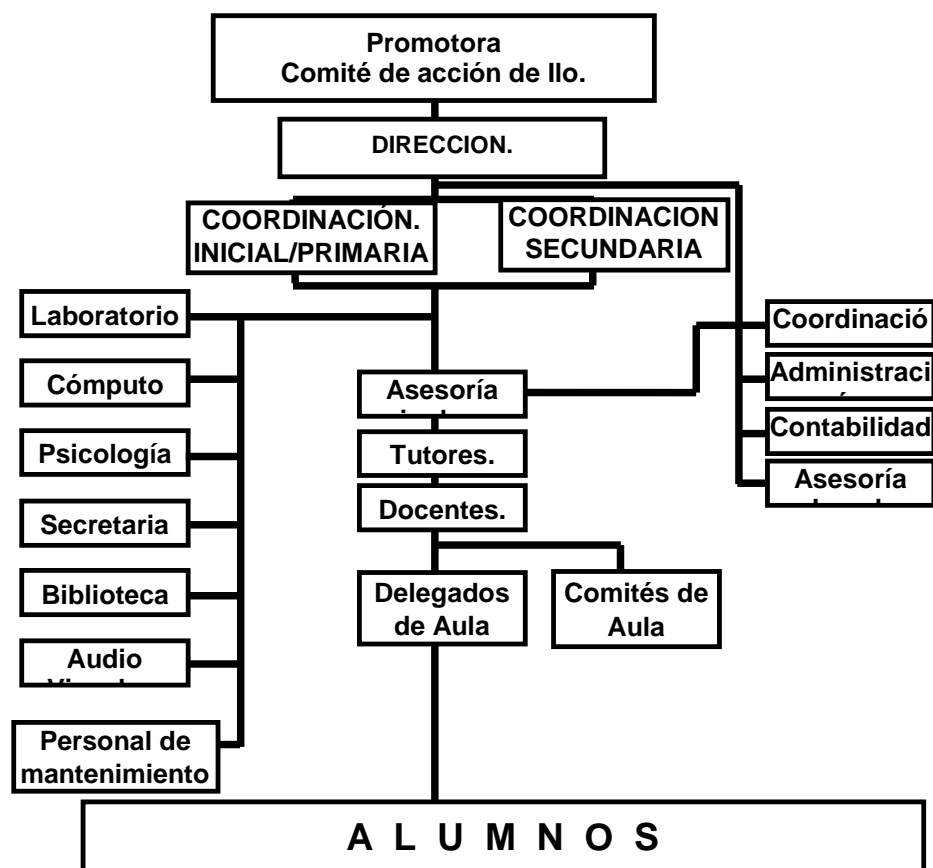 Promotora
Comité de acción de Ilo.
DIRECCION.
COORDINACIÓN.
INICIAL/PRIMARIA
COORDINACION
SECUNDARIA
Laboratorio
Cómputo
Psicología
Secretaria
Biblioteca
Audio
Personal de
mantenimiento
Asesoría
Tutores.
Docentes.
Delegados
de Aula
Comités de
Aula
Coordinació
Administraci
Contabilidad
Asesoría
A L U M N O S